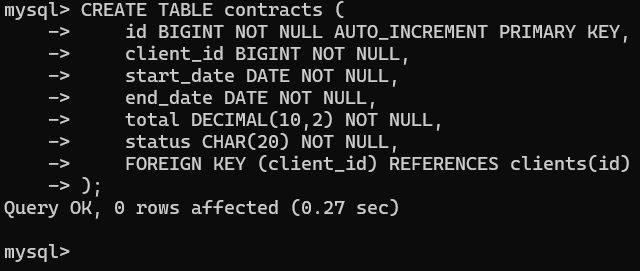 mysql> CREATE TABLE contracts (
    ->     id BIGINT NOT NULL AUTO_INCREMENT PRIMARY KEY,
    ->     client_id BIGINT NOT NULL,
    ->     start_date DATE NOT NULL,
    ->     end_date DATE NOT NULL,
    ->     total DECIMAL(10,2) NOT NULL,
    ->     status CHAR(20) NOT NULL,
    ->     FOREIGN KEY (client_id) REFERENCES clients(id)
    -> );
Query OK, 0 rows affected (0.27 sec)
mysql>